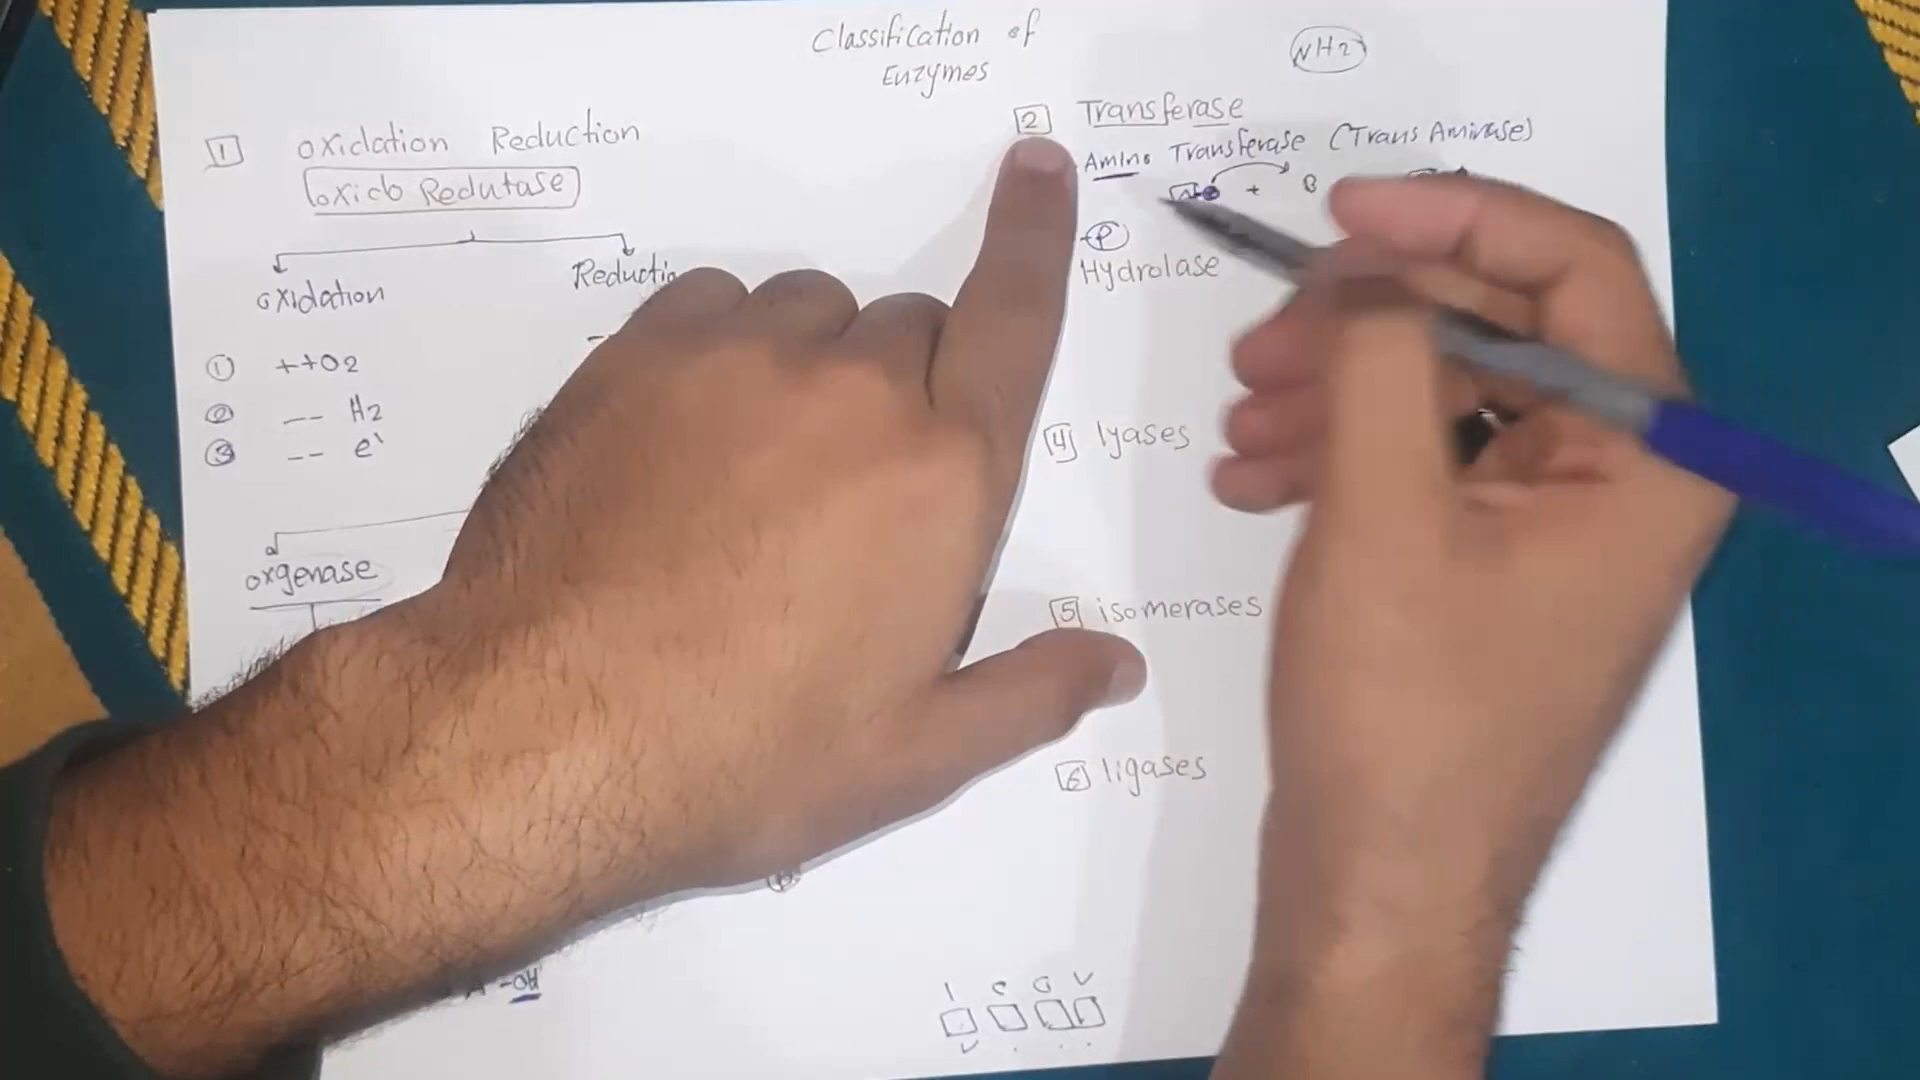 Classification of
Enzymes
NH2
1 oxidation Reduction
oxido Redutase
oxidation
1 ++O2
2 -- H2
3 -- e`
oxgenase
A -OH
2 Transferase
Amino Transferase (Trans Aminase)
+ B
P
Hydrolase
4 lyases
5 isomerases
6 ligases